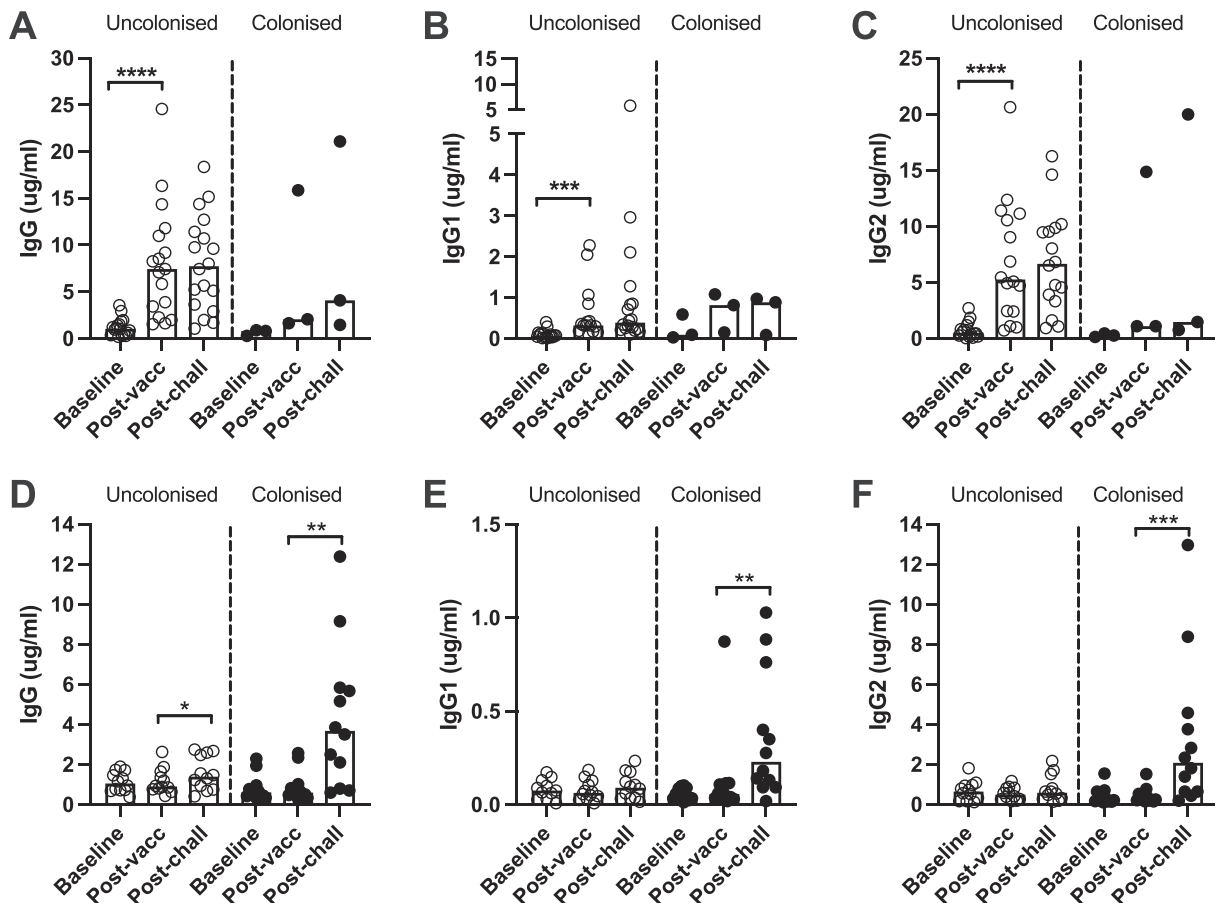 A
Uncolonised Colonised
IgG (ug/ml)
30
25
20
15
10
5
0
****
Baseline
Post-vacc
Post-chall
Baseline
Post-vacc
Post-chall
B
Uncolonised Colonised
IgG1 (ug/ml)
15
10
5
5
4
3
2
1
0
***
Baseline
Post-vacc
Post-chall
Baseline
Post-vacc
Post-chall
C
Uncolonised Colonised
IgG2 (ug/ml)
25
20
15
10
5
0
****
Baseline
Post-vacc
Post-chall
Baseline
Post-vacc
Post-chall
D
Uncolonised Colonised
IgG (ug/ml)
14
12
10
8
6
4
2
0
*
**
Baseline
Post-vacc
Post-chall
Baseline
Post-vacc
Post-chall
E
Uncolonised Colonised
IgG1 (ug/ml)
1.5
1.0
0.5
0.0
**
Baseline
Post-vacc
Post-chall
Baseline
Post-vacc
Post-chall
F
Uncolonised Colonised
IgG2 (ug/ml)
14
12
10
8
6
4
2
0
***
Baseline
Post-vacc
Post-chall
Baseline
Post-vacc
Post-chall